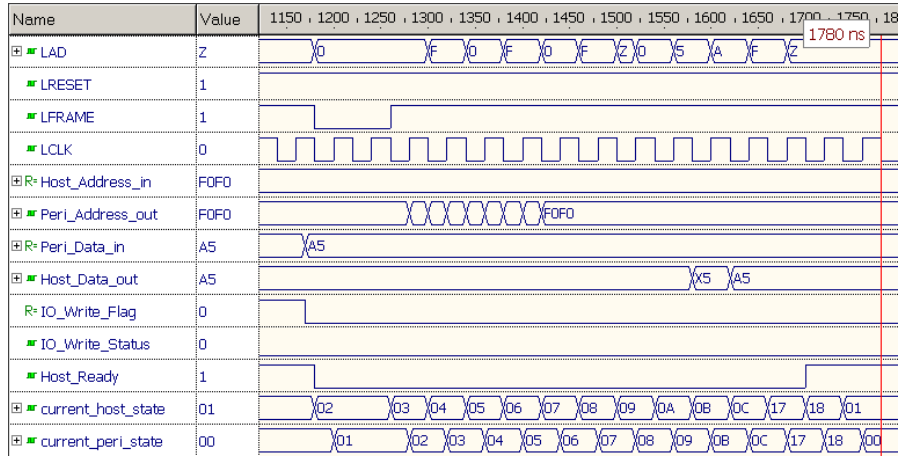 Name Value 1150 1200 1250 1300 1350 1400 1450 1500 1550 1600 1650 1700 1750 18
1780 ns
LAD Z 0 F 0 F 0 F Z 0 5 A F Z
LRESET 1
LFRAME 1
LCLK 0
R= Host_Address_in F0F0
Peri_Address_out F0F0 F0F0
R= Peri_Data_in A5 A5
Host_Data_out A5 X5 A5
R= IO_Write_Flag 0
IO_Write_Status 0
Host_Ready 1
current_host_state 01 02 03 04 05 06 07 08 09 0A 0B 0C 17 18 01
current_peri_state 00 01 02 03 04 05 06 07 08 09 0B 0C 17 18 00